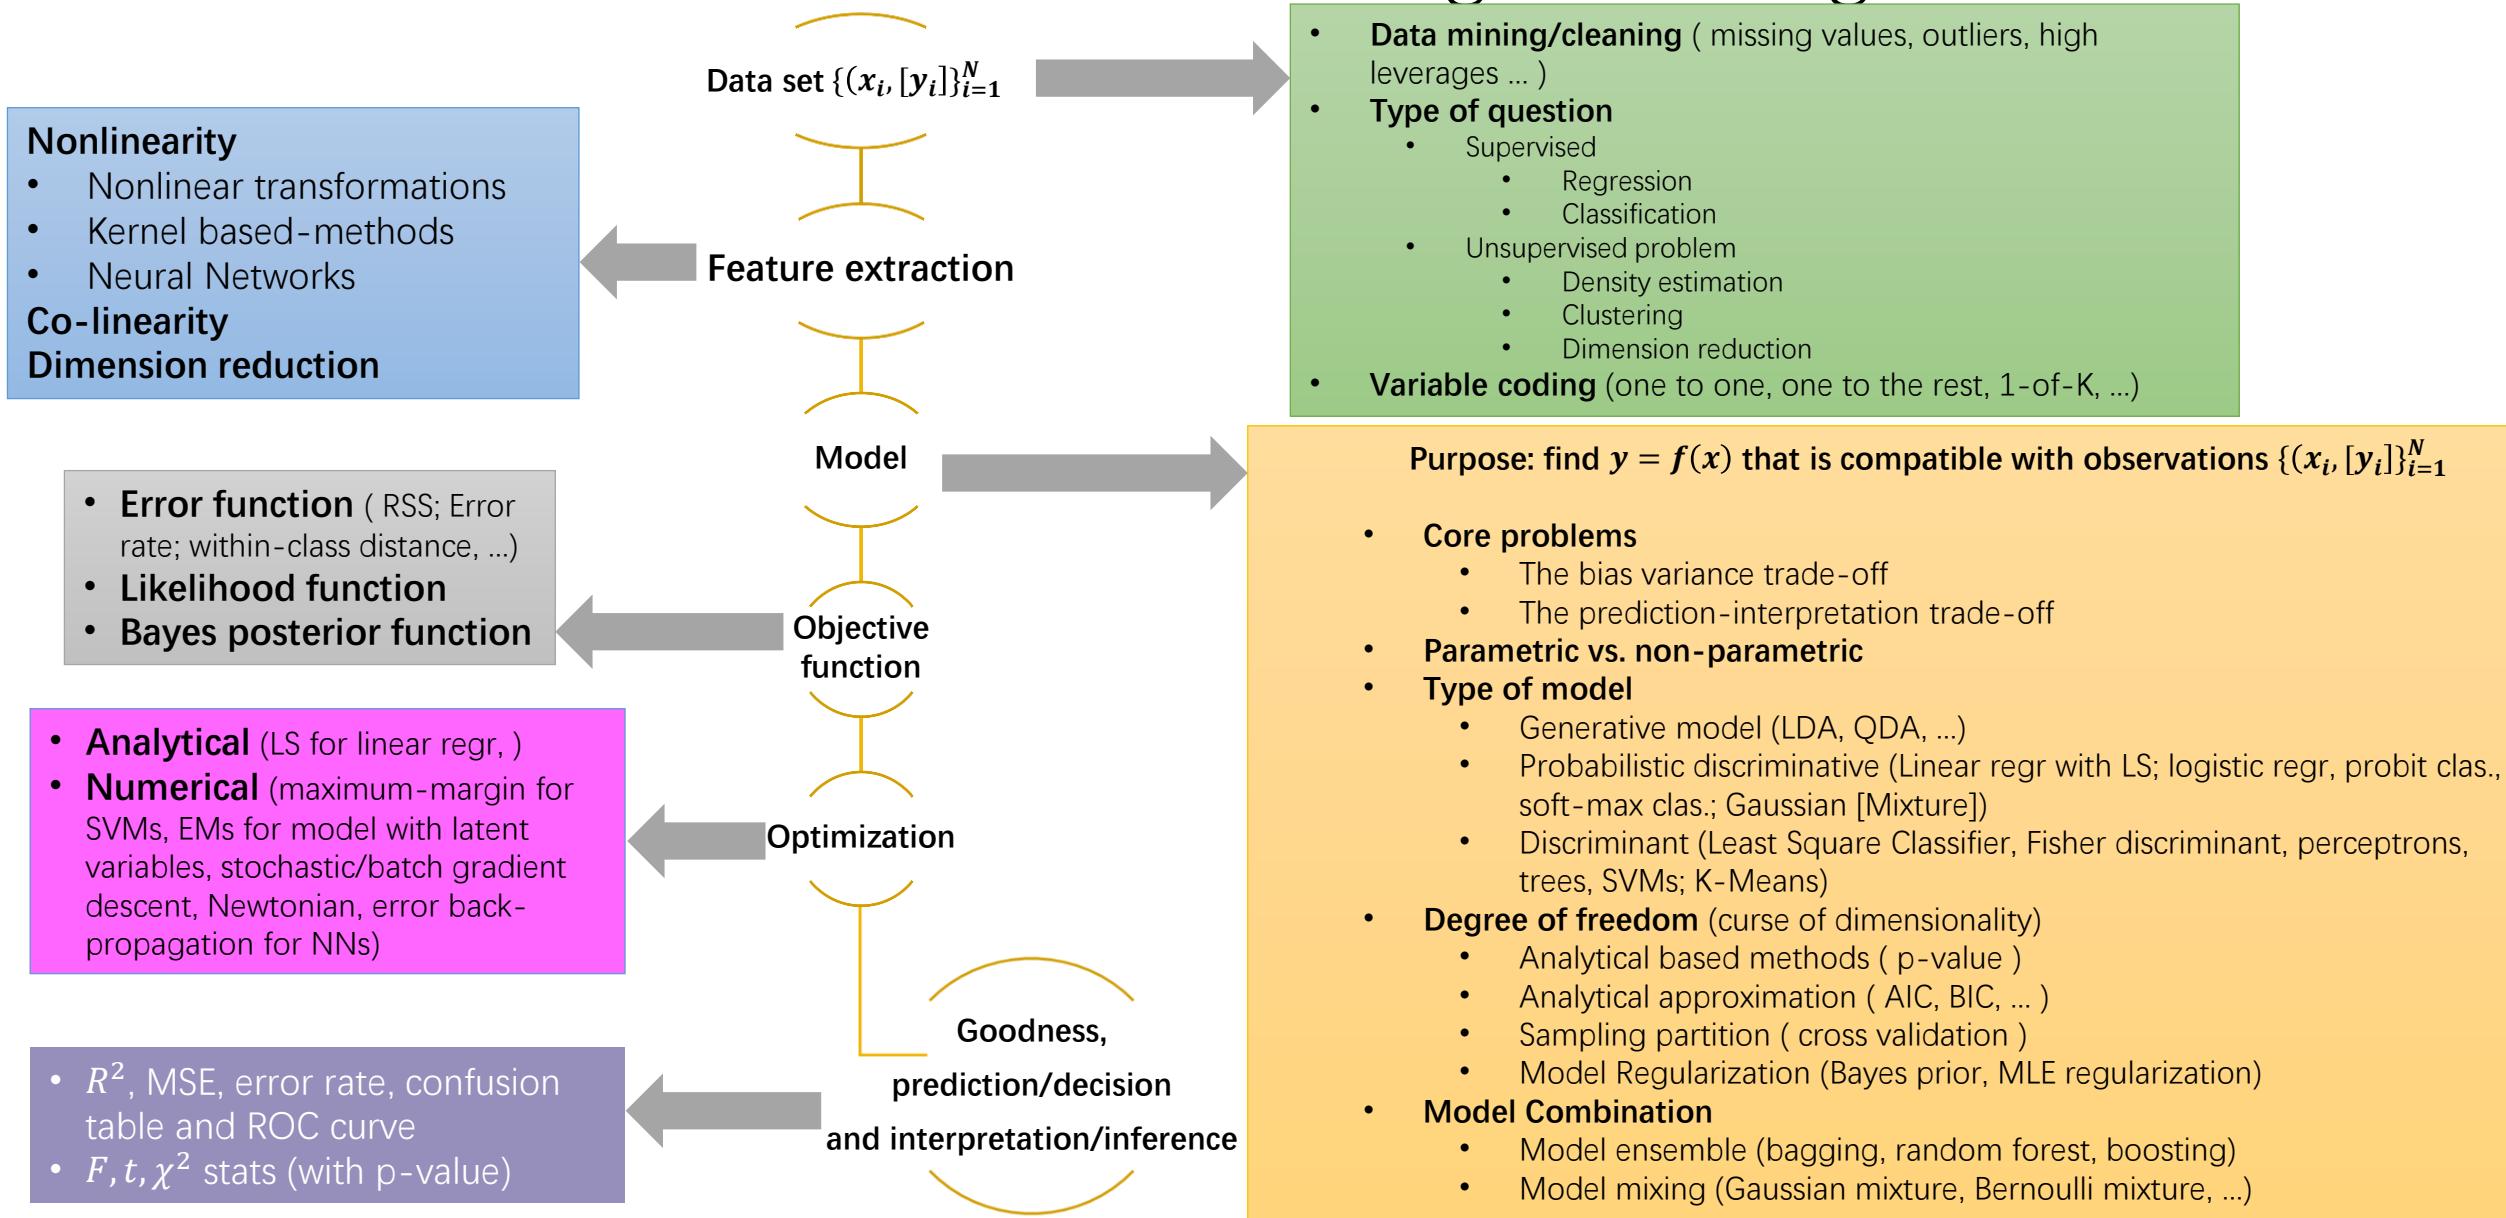 Data set {(x_i, [y_i]}_{i=1}^N
• Data mining/cleaning ( missing values, outliers, high
leverages ... )
• Type of question
• Supervised
• Regression
• Classification
• Unsupervised problem
• Density estimation
• Clustering
• Dimension reduction
• Variable coding (one to one, one to the rest, 1-of-K, ...)
Feature extraction
Nonlinearity
• Nonlinear transformations
• Kernel based-methods
• Neural Networks
Co-linearity
Dimension reduction
Model
Purpose: find y = f(x) that is compatible with observations {(x_i, [y_i]}_{i=1}^N
• Core problems
• The bias variance trade-off
• The prediction-interpretation trade-off
• Parametric vs. non-parametric
• Type of model
• Generative model (LDA, QDA, ...)
• Probabilistic discriminative (Linear regr with LS; logistic regr, probit clas.,
soft-max clas.; Gaussian [Mixture])
• Discriminant (Least Square Classifier, Fisher discriminant, perceptrons,
trees, SVMs; K-Means)
• Degree of freedom (curse of dimensionality)
• Analytical based methods ( p-value )
• Analytical approximation ( AIC, BIC, ... )
• Sampling partition ( cross validation )
• Model Regularization (Bayes prior, MLE regularization)
• Model Combination
• Model ensemble (bagging, random forest, boosting)
• Model mixing (Gaussian mixture, Bernoulli mixture, ...)
Objective
function
• Error function ( RSS; Error
rate; within-class distance, ...)
• Likelihood function
• Bayes posterior function
Optimization
• Analytical (LS for linear regr, )
• Numerical (maximum-margin for
SVMs, EMs for model with latent
variables, stochastic/batch gradient
descent, Newtonian, error back-
propagation for NNs)
Goodness,
prediction/decision
and interpretation/inference
• R², MSE, error rate, confusion
table and ROC curve
• F, t, χ² stats (with p-value)